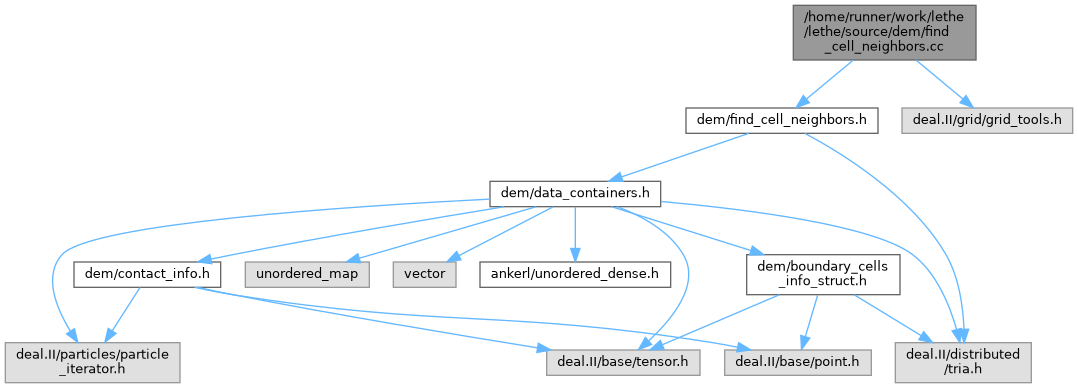 /home/runner/work/lethe
/lethe/source/dem/find
_cell_neighbors.cc
dem/find_cell_neighbors.h
deal.II/grid/grid_tools.h
dem/data_containers.h
dem/contact_info.h
unordered_map
vector
ankerl/unordered_dense.h
dem/boundary_cells
_info_struct.h
deal.II/particles/particle
_iterator.h
deal.II/base/tensor.h
deal.II/base/point.h
deal.II/distributed
/tria.h